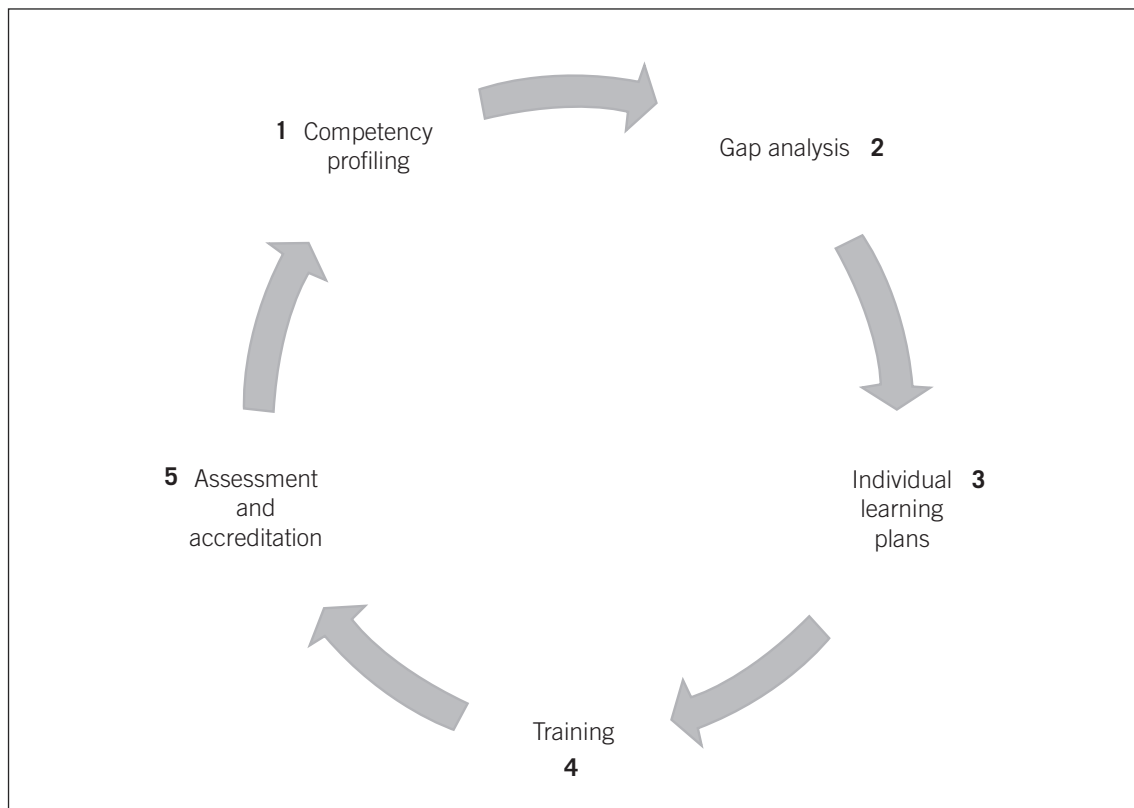 1 Competency
profiling
Gap analysis 2
Individual 3
learning
plans
Training
4
5 Assessment
and
accreditation